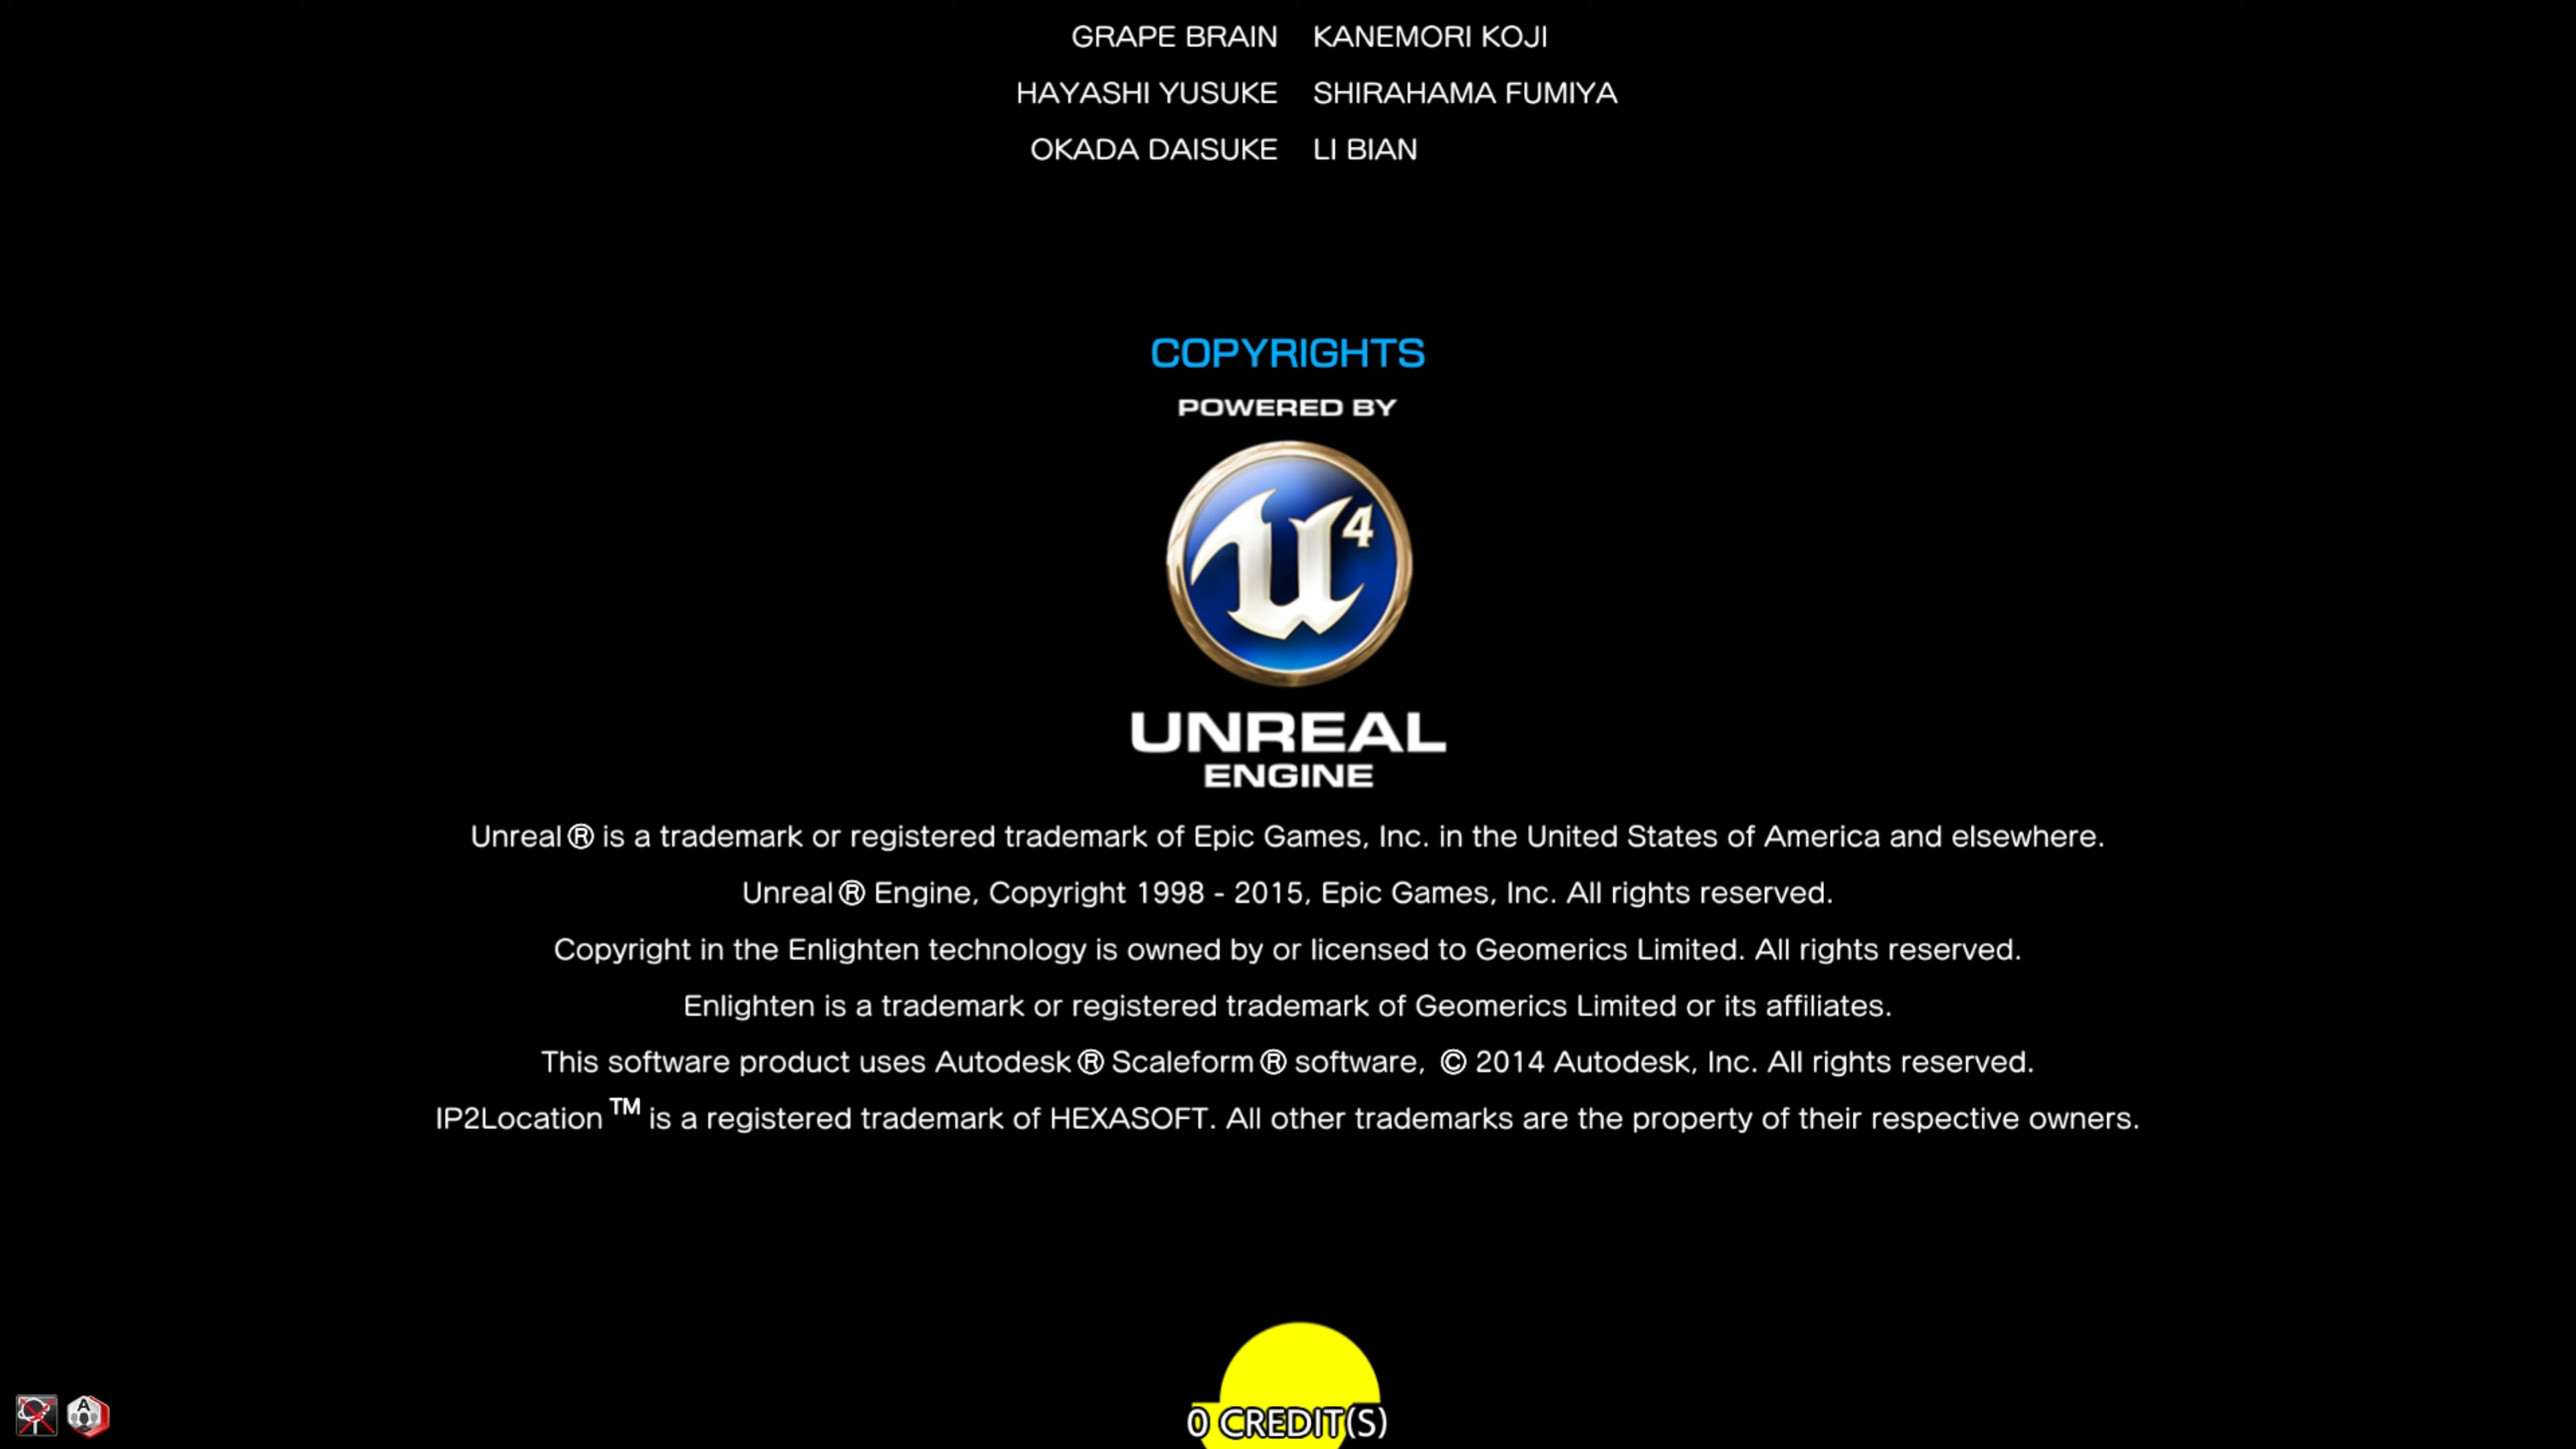 GRAPE BRAIN KANEMORI KOJI
HAYASHI YUSUKE SHIRAHAMA FUMIYA
OKADA DAISUKE LI BIAN
COPYRIGHTS
POWERED BY
U4
UNREAL
ENGINE
Unreal® is a trademark or registered trademark of Epic Games, Inc. in the United States of America and elsewhere.
Unreal® Engine, Copyright 1998 - 2015, Epic Games, Inc. All rights reserved.
Copyright in the Enlighten technology is owned by or licensed to Geomerics Limited. All rights reserved.
Enlighten is a trademark or registered trademark of Geomerics Limited or its affiliates.
This software product uses Autodesk® Scaleform® software, © 2014 Autodesk, Inc. All rights reserved.
IP2Location™ is a registered trademark of HEXASOFT. All other trademarks are the property of their respective owners.
A
0 CREDIT(S)